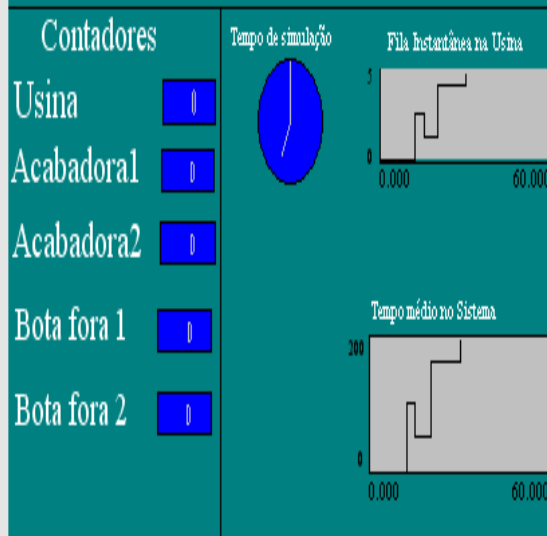 Contadores
Usina 0
Acabadora1 0
Acabadora2 0
Bota fora 1 0
Bota fora 2 0
Tempo de simulação
Fila Instantânea na Usina
5
0
0.000 60.000
Tempo médio no Sistema
200
0
0.000 60.000